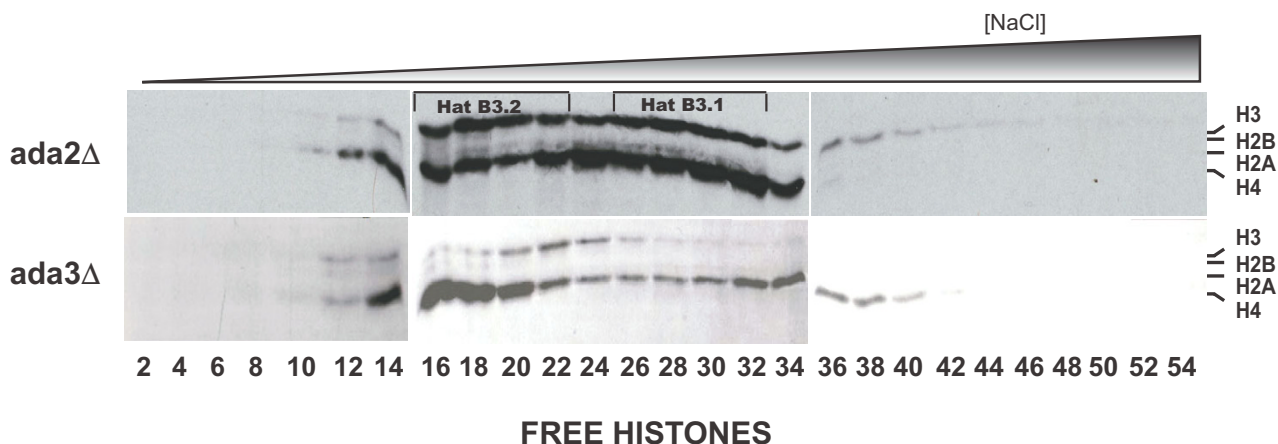 [NaCl]
Hat B3.2 Hat B3.1
ada2Δ
H3
H2B
H2A
H4
ada3Δ
H3
H2B
H2A
H4
2 4 6 8 10 12 14 16 18 20 22 24 26 28 30 32 34 36 38 40 42 44 46 48 50 52 54
FREE HISTONES